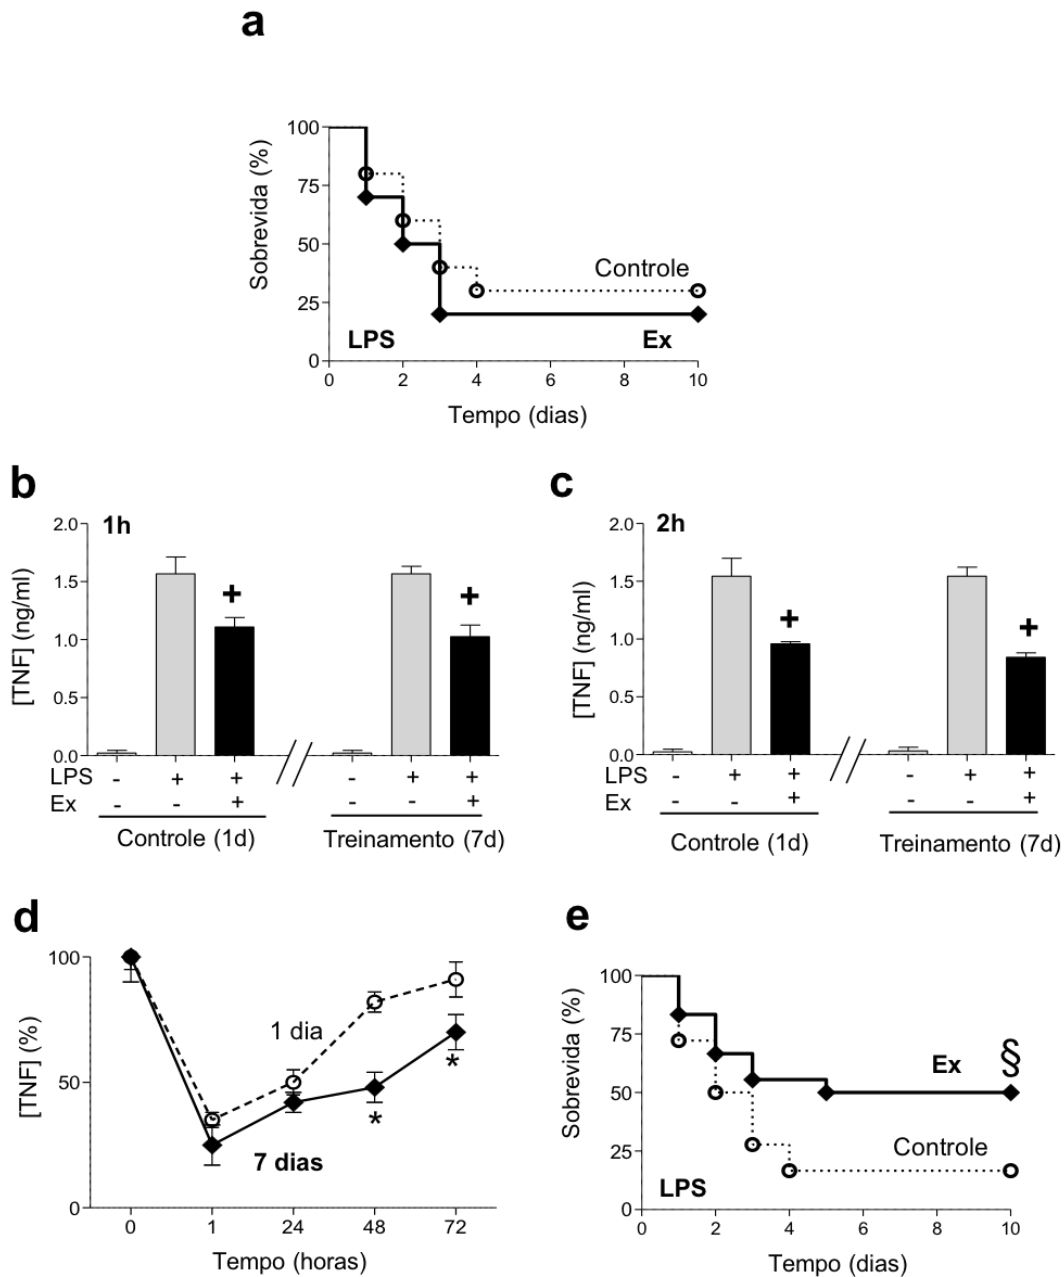 a
100
75
50
25
0
Sobrevida (%)
Controle
LPS
Ex
0 2 4 6 8 10
Tempo (dias)
b
1h
2.0
1.5
1.0
0.5
0.0
[TNF] (ng/ml)
+ +
LPS - + + - + +
Ex - - + - - +
Controle (1d) Treinamento (7d)
c
2h
2.0
1.5
1.0
0.5
0.0
[TNF] (ng/ml)
+ +
LPS - + + - + +
Ex - - + - - +
Controle (1d) Treinamento (7d)
d
100
50
0
[TNF] (%)
1 dia
7 dias
* *
0 1 24 48 72
Tempo (horas)
e
100
75
50
25
0
Sobrevida (%)
Ex §
Controle
LPS
0 2 4 6 8 10
Tempo (dias)